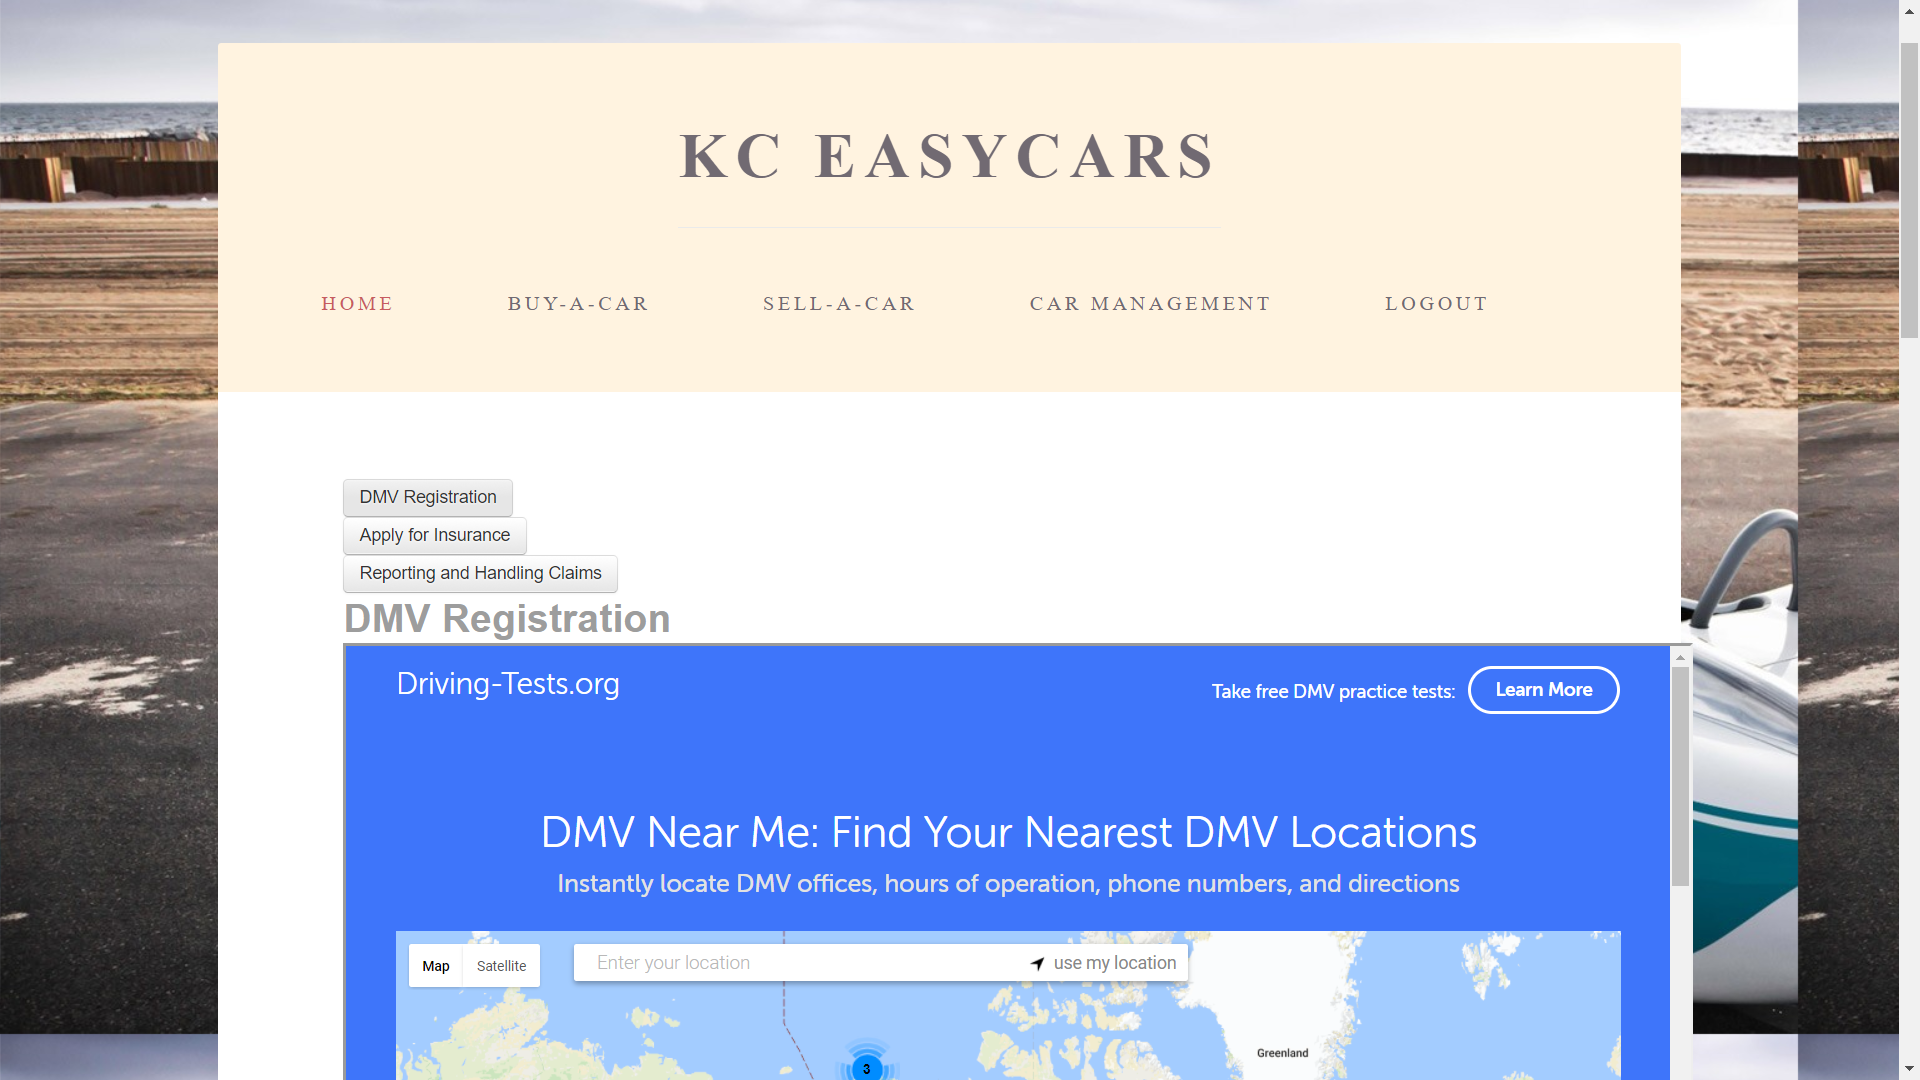 KC EASYCARS
HOME BUY-A-CAR SELL-A-CAR CAR MANAGEMENT LOGOUT
DMV Registration
Apply for Insurance
Reporting and Handling Claims
DMV Registration
Driving-Tests.org
Take free DMV practice tests: Learn More
DMV Near Me: Find Your Nearest DMV Locations
Instantly locate DMV offices, hours of operation, phone numbers, and directions
Map Satellite Enter your location use my location
Greenland
3